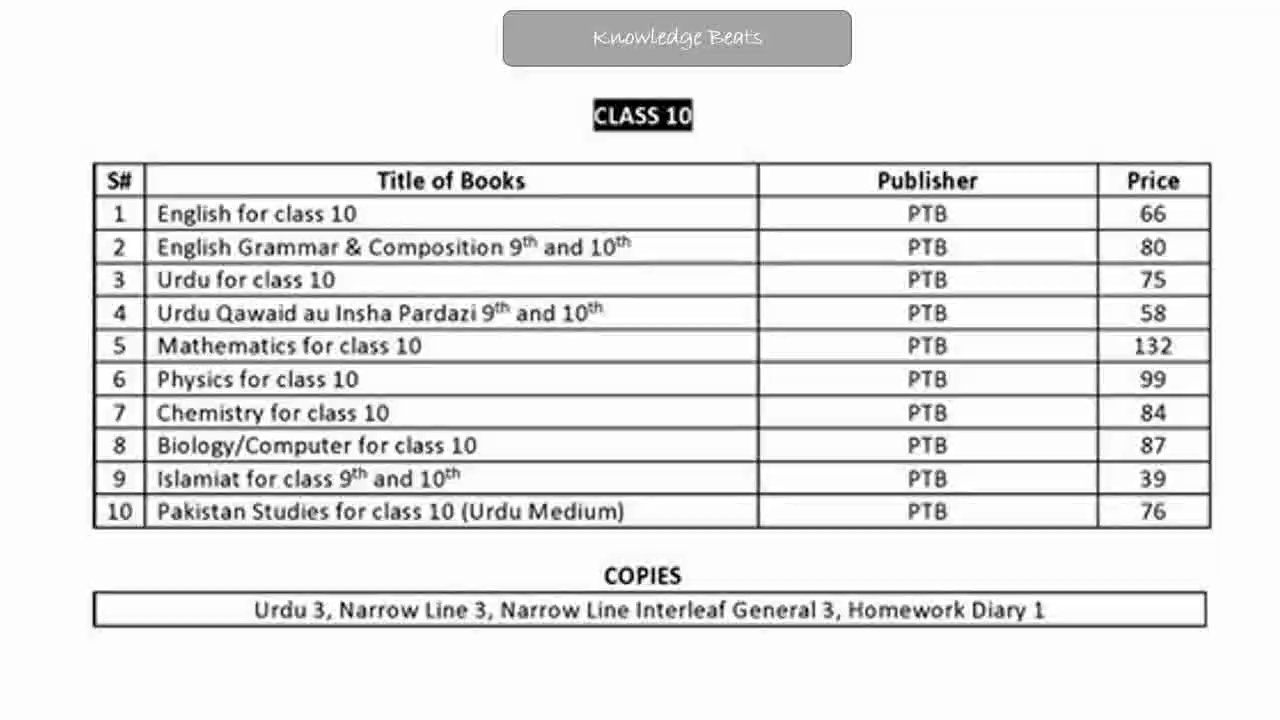 Knowledge Beats
CLASS 10
S# Title of Books Publisher Price
1 English for class 10 PTB 66
2 English Grammar & Composition 9th and 10th PTB 80
3 Urdu for class 10 PTB 75
4 Urdu Qawaid au Insha Pardazi 9th and 10th PTB 58
5 Mathematics for class 10 PTB 132
6 Physics for class 10 PTB 99
7 Chemistry for class 10 PTB 84
8 Biology/Computer for class 10 PTB 87
9 Islamiat for class 9th and 10th PTB 39
10 Pakistan Studies for class 10 (Urdu Medium) PTB 76
COPIES
Urdu 3, Narrow Line 3, Narrow Line Interleaf General 3, Homework Diary 1